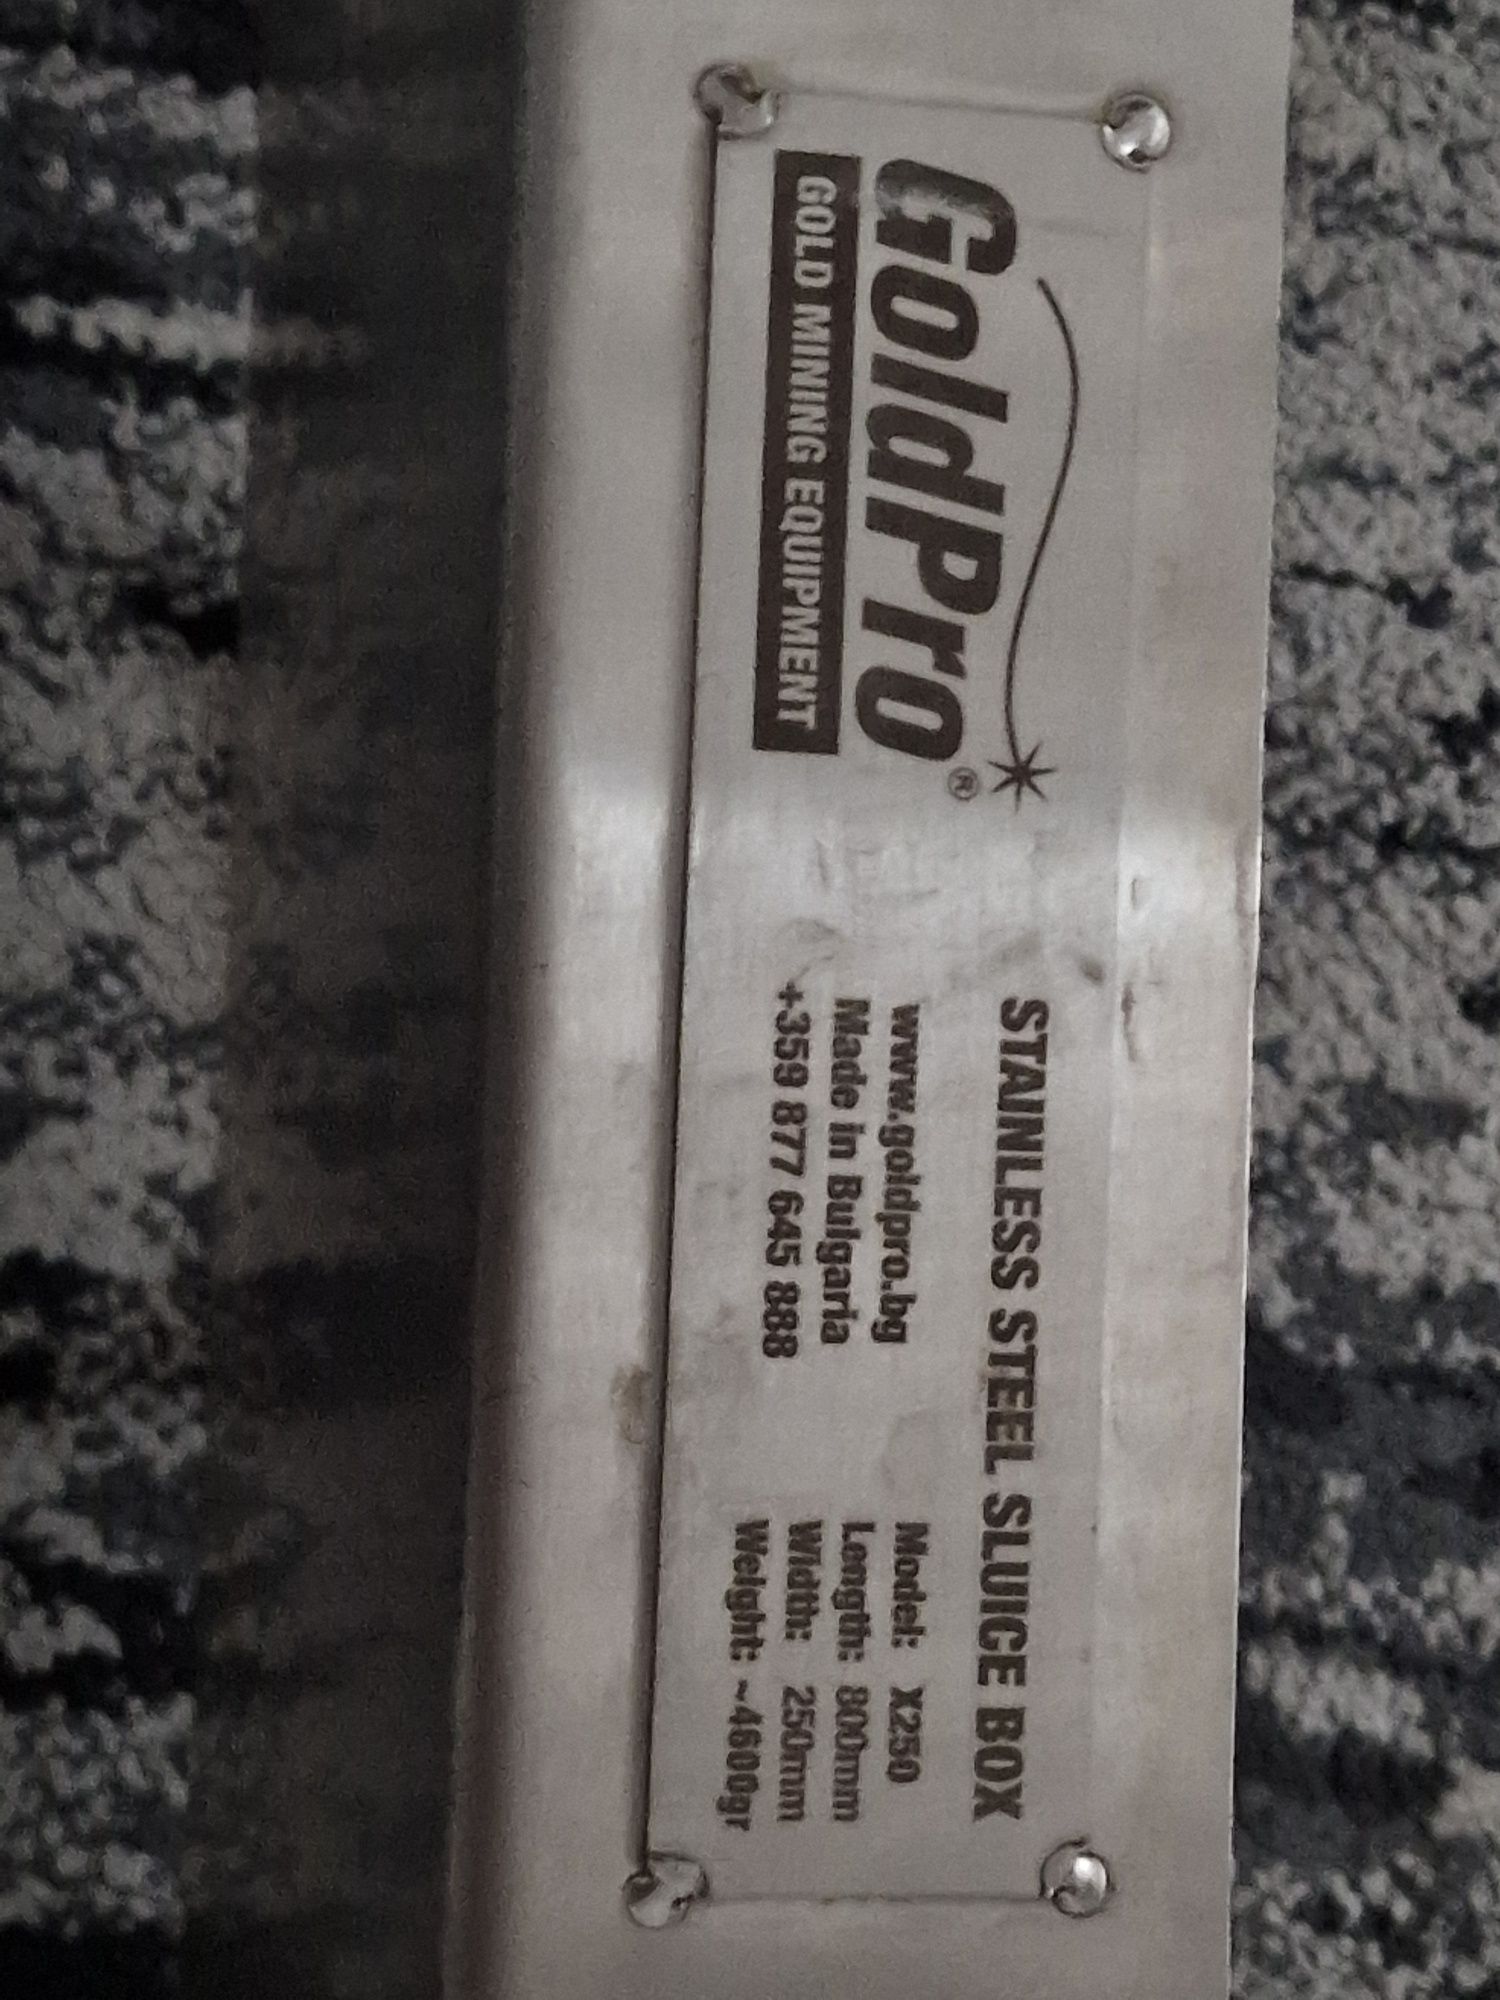 GoldPro®
GOLD MINING EQUIPMENT
STAINLESS STEEL SLUICE BOX
www.goldpro.bg
Made in Bulgaria
+359 877 645 888
Model: X250
Length: 800mm
Width: 250mm
Weight: ~4600gr